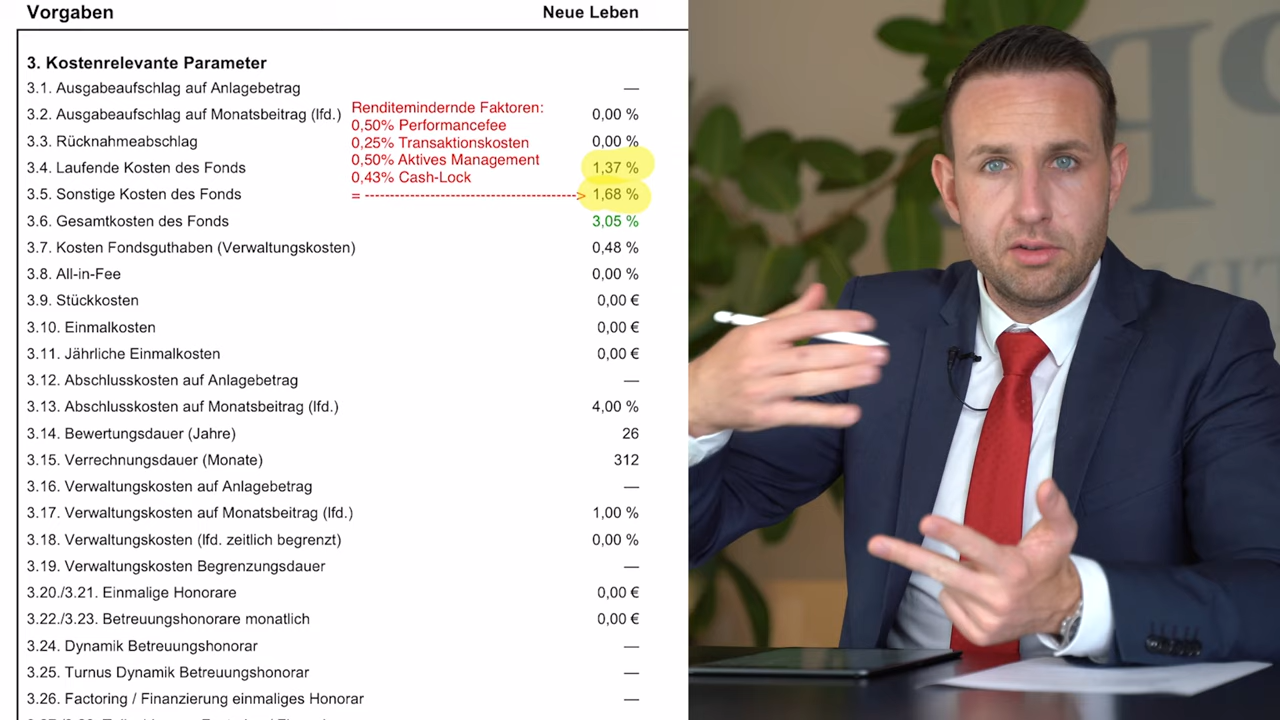 Vorgaben Neue Leben
3. Kostenrelevante Parameter
3.1. Ausgabeaufschlag auf Anlagebetrag —
3.2. Ausgabeaufschlag auf Monatsbeitrag (lfd.) 0,00 %
3.3. Rücknahmeabschlag 0,00 %
3.4. Laufende Kosten des Fonds 1,37 %
3.5. Sonstige Kosten des Fonds 1,68 %
Renditemindernde Faktoren:
0,50% Performancefee
0,25% Transaktionskosten
0,50% Aktives Management
0,43% Cash-Lock
= ---------------------------------------->
3.6. Gesamtkosten des Fonds 3,05 %
3.7. Kosten Fondsguthaben (Verwaltungskosten) 0,48 %
3.8. All-in-Fee 0,00 %
3.9. Stückkosten 0,00 €
3.10. Einmalkosten 0,00 €
3.11. Jährliche Einmalkosten 0,00 €
3.12. Abschlusskosten auf Anlagebetrag —
3.13. Abschlusskosten auf Monatsbeitrag (lfd.) 4,00 %
3.14. Bewertungsdauer (Jahre) 26
3.15. Verrechnungsdauer (Monate) 312
3.16. Verwaltungskosten auf Anlagebetrag —
3.17. Verwaltungskosten auf Monatsbeitrag (lfd.) 1,00 %
3.18. Verwaltungskosten (lfd. zeitlich begrenzt) 0,00 %
3.19. Verwaltungskosten Begrenzungsdauer —
3.20./3.21. Einmalige Honorare 0,00 €
3.22./3.23. Betreuungshonorare monatlich 0,00 €
3.24. Dynamik Betreuungshonorar —
3.25. Turnus Dynamik Betreuungshonorar —
3.26. Factoring / Finanzierung einmaliges Honorar —